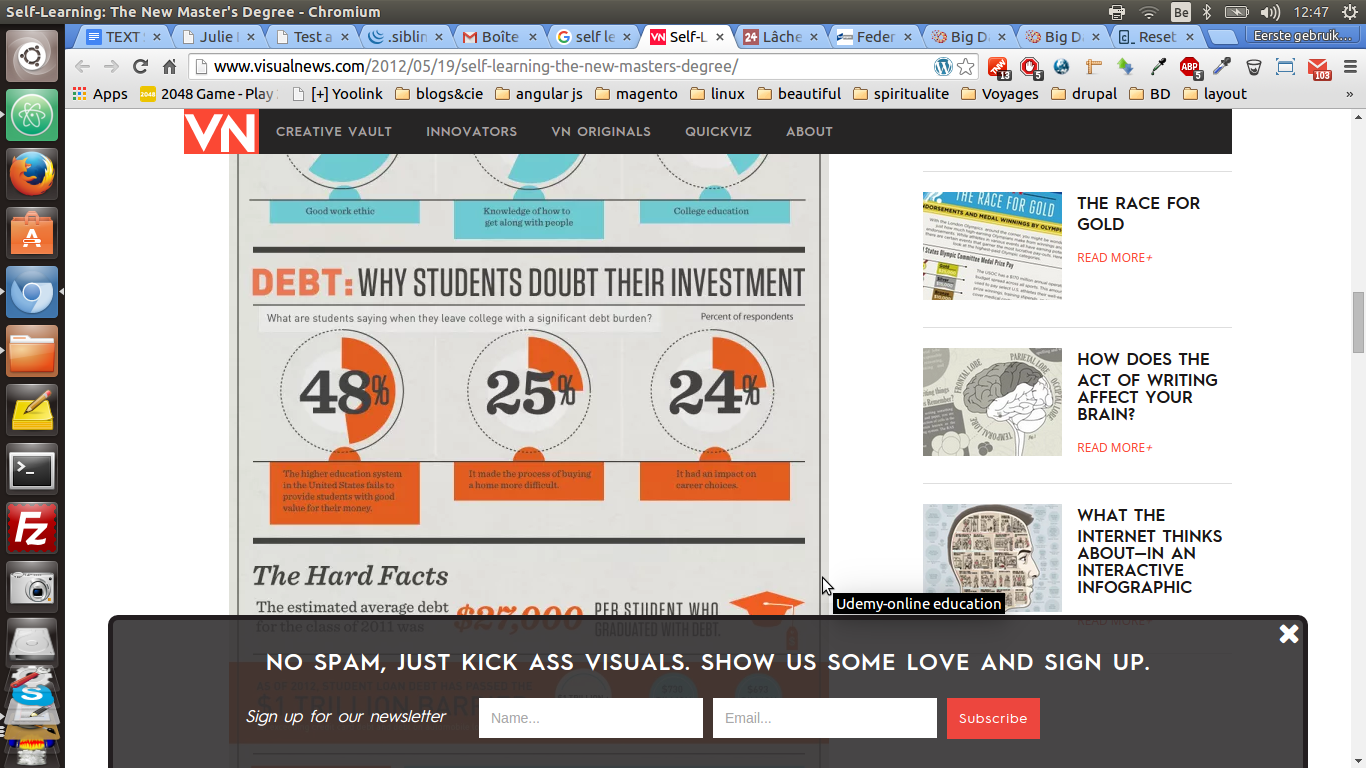 Self-Learning: The New Master's Degree - Chromium
Be
12:47
TEXT
Julie
Test a
.siblin
Boîte
self le
Self-L
Lâche
Feder
Big D
Big D
Reset
Eerste gebruik...
www.visualnews.com/2012/05/19/self-learning-the-new-masters-degree/
13
5
ABP
5
103
Apps
2048 Game - Play
[+] Yoolink
blogs&cie
angular js
magento
linux
beautiful
spiritualite
Voyages
drupal
BD
layout
»
VN
CREATIVE VAULT
INNOVATORS
VN ORIGINALS
QUICKVIZ
ABOUT
Good work ethic
Knowledge of how to
get along with people
College education
DEBT: WHY STUDENTS DOUBT THEIR INVESTMENT
What are students saying when they leave college with a significant debt burden?
Percent of respondents
48%
25%
24%
The higher education system
in the United States fails to
provide students with good
value for their money.
It made the process of buying
a home more difficult.
It had an impact on
career choices.
The Hard Facts
The estimated average debt
for the class of 2011 was
$27,000
PER STUDENT WHO
GRADUATED WITH DEBT.
Udemy-online education
THE RACE FOR
GOLD
READ MORE+
HOW DOES THE
ACT OF WRITING
AFFECT YOUR
BRAIN?
READ MORE+
WHAT THE
INTERNET THINKS
ABOUT—IN AN
INTERACTIVE
INFOGRAPHIC
READ MORE+
NO SPAM, JUST KICK ASS VISUALS. SHOW US SOME LOVE AND SIGN UP.
Sign up for our newsletter
Name...
Email...
Subscribe